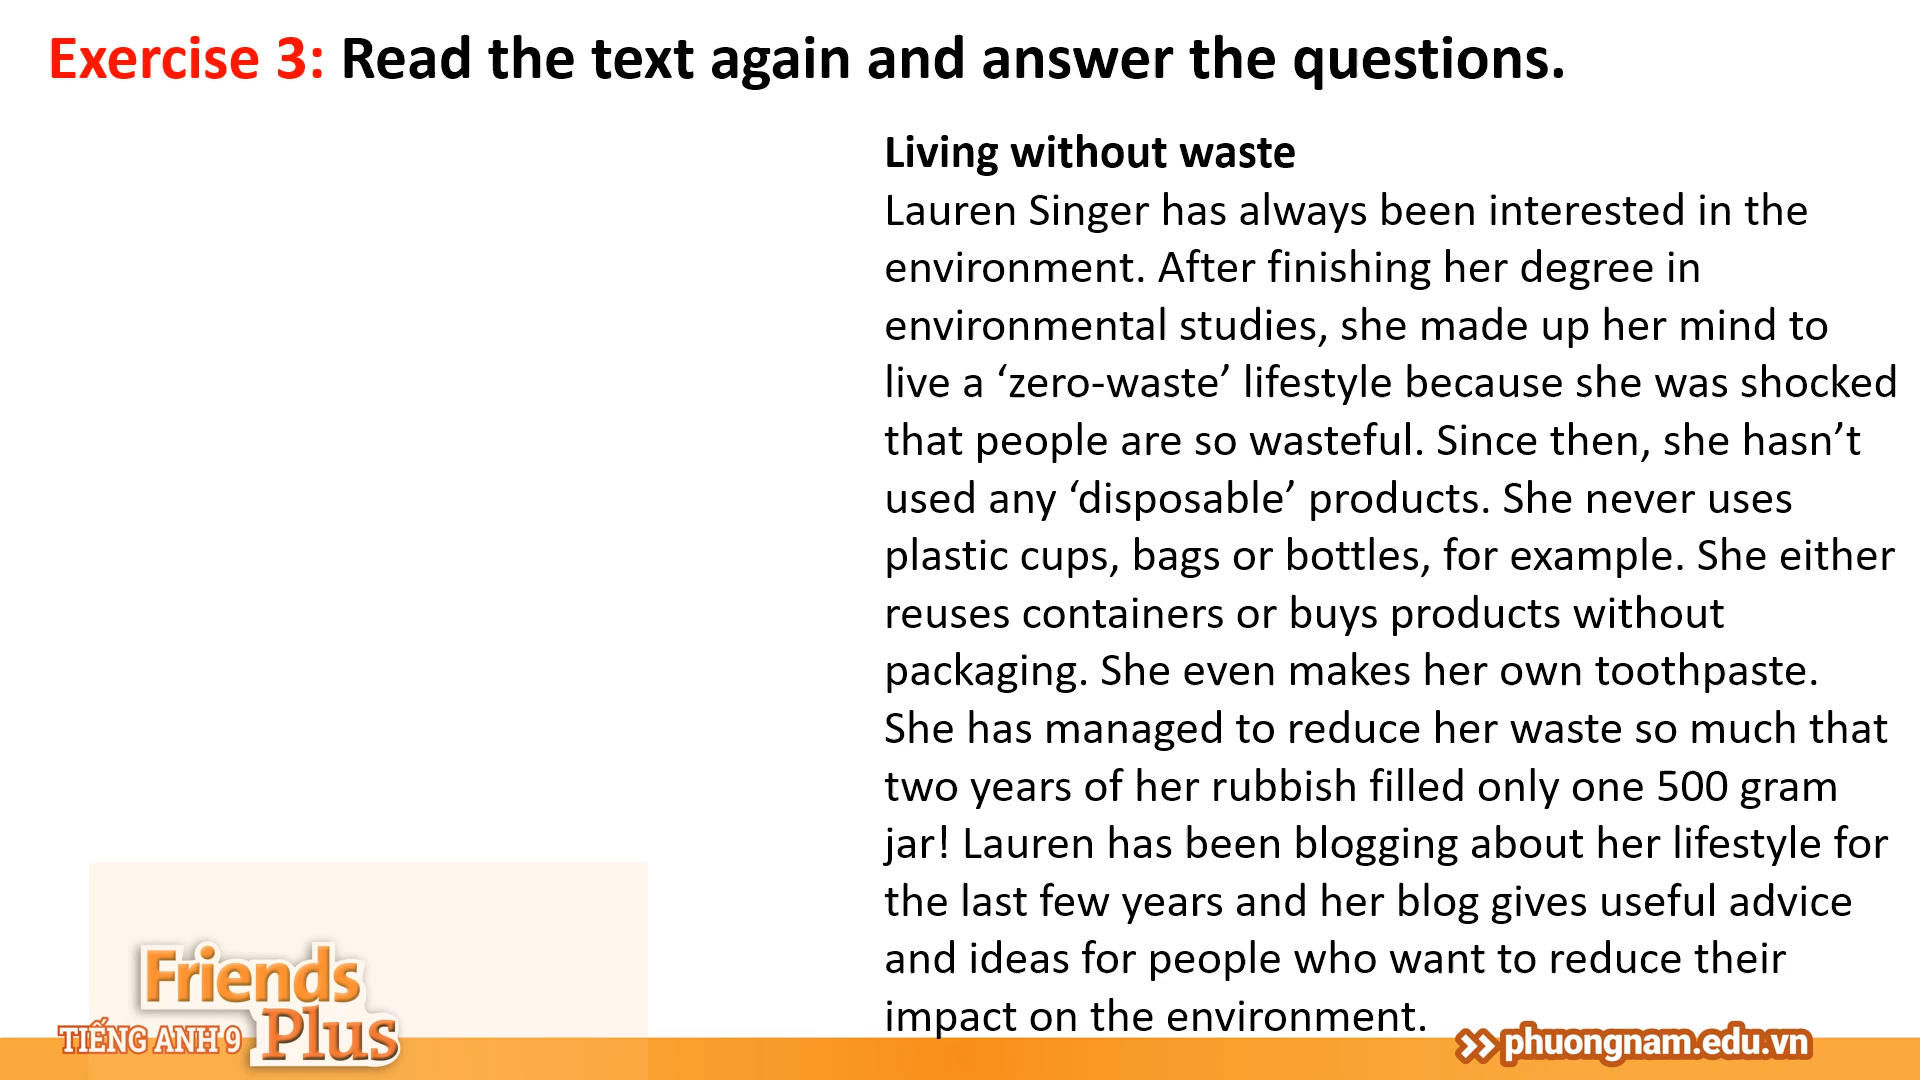 Exercise 3: Read the text again and answer the questions.
Living without waste
Lauren Singer has always been interested in the
environment. After finishing her degree in
environmental studies, she made up her mind to
live a ‘zero-waste’ lifestyle because she was shocked
that people are so wasteful. Since then, she hasn’t
used any ‘disposable’ products. She never uses
plastic cups, bags or bottles, for example. She either
reuses containers or buys products without
packaging. She even makes her own toothpaste.
She has managed to reduce her waste so much that
two years of her rubbish filled only one 500 gram
jar! Lauren has been blogging about her lifestyle for
the last few years and her blog gives useful advice
and ideas for people who want to reduce their
impact on the environment.
Friends
TIẾNG ANH 9 Plus
>> phuongnam.edu.vn